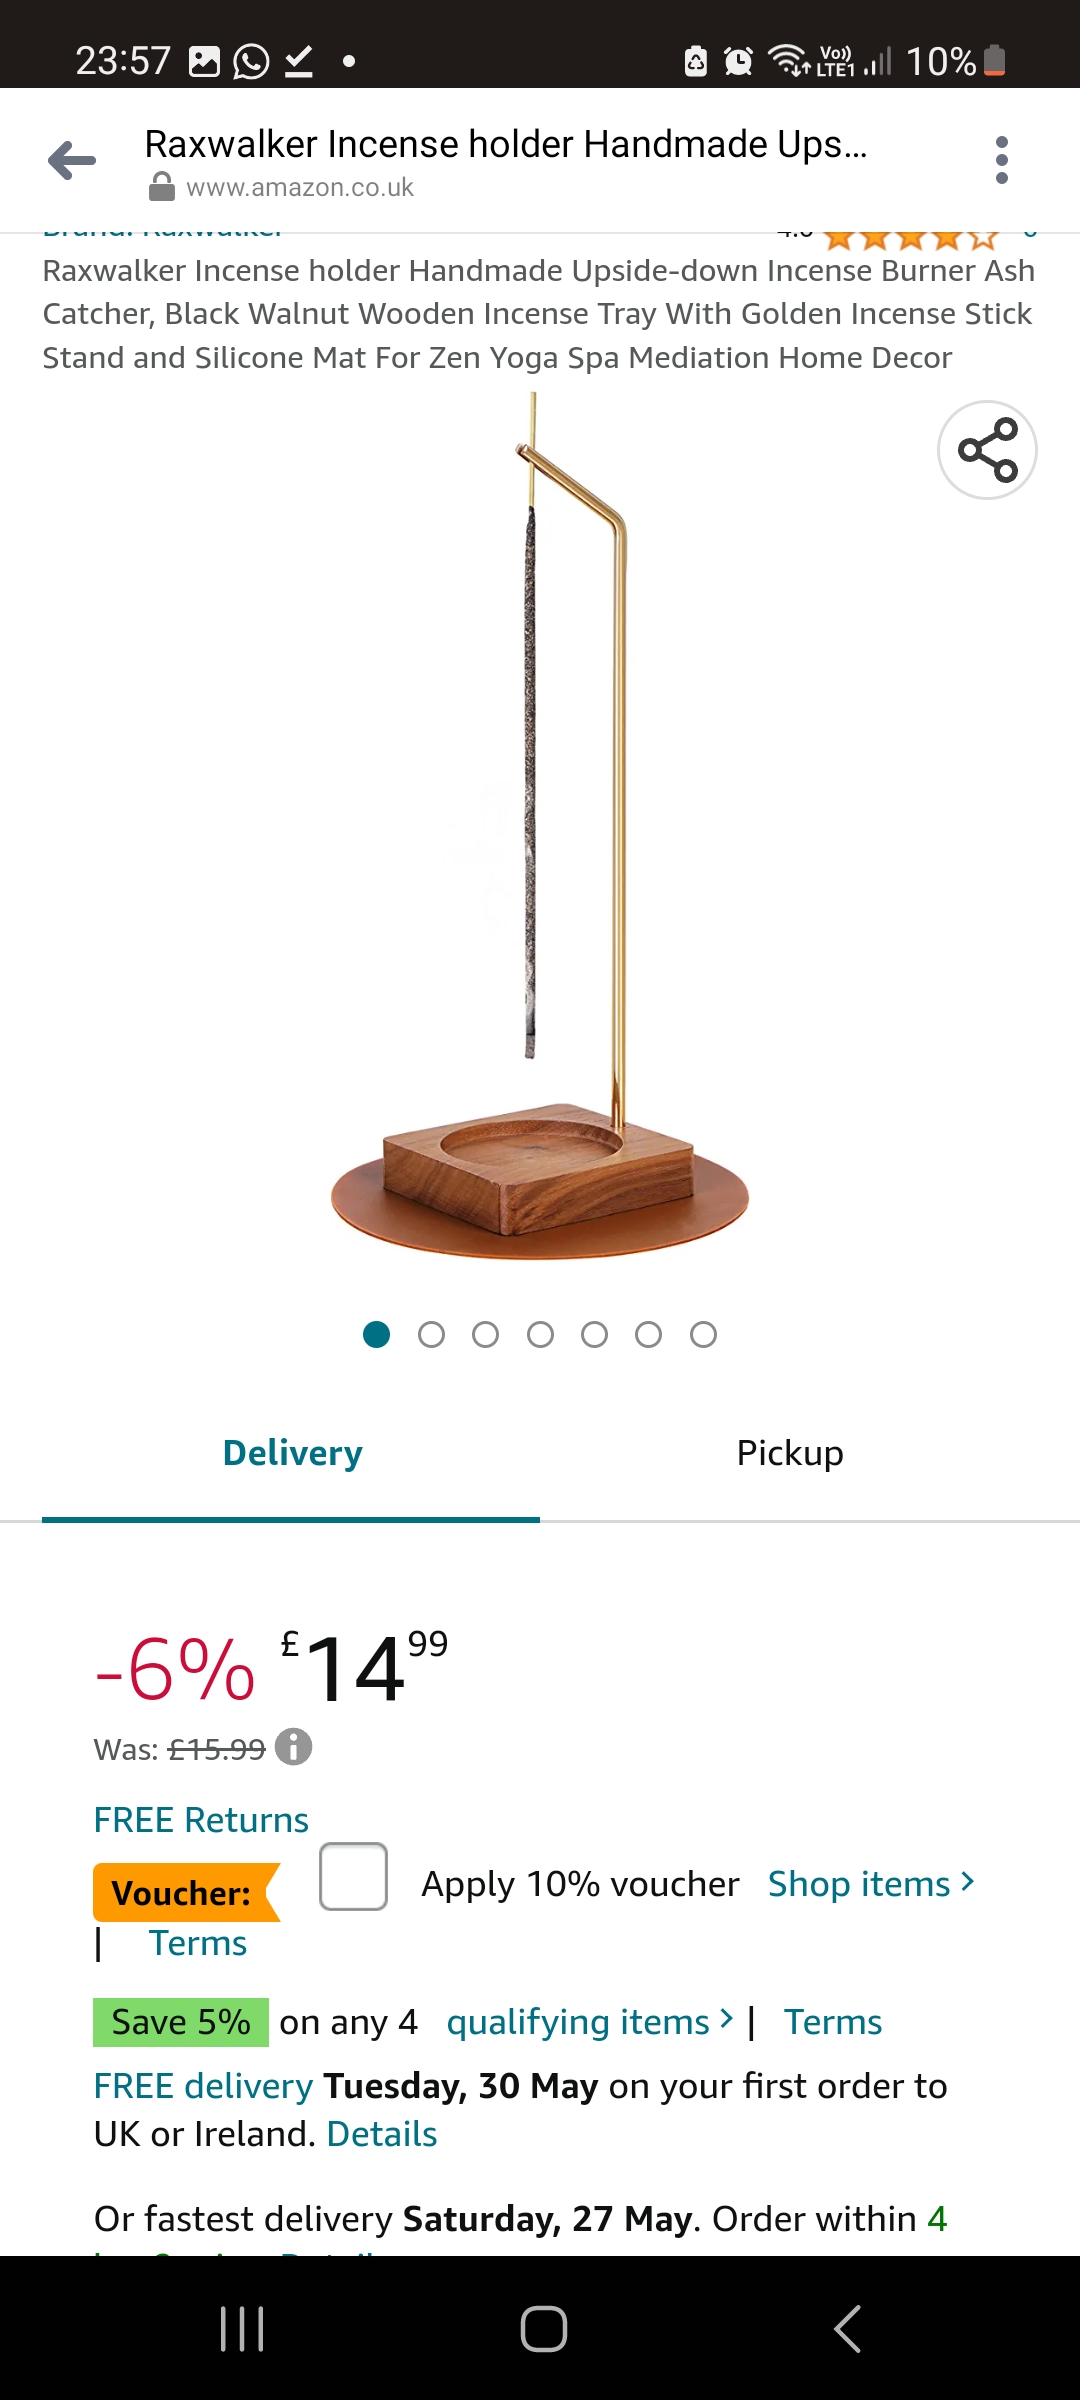 23:57
Vo))
LTE1
10%
Raxwalker Incense holder Handmade Ups...
www.amazon.co.uk
Brand: Raxwalker
Raxwalker Incense holder Handmade Upside-down Incense Burner Ash
Catcher, Black Walnut Wooden Incense Tray With Golden Incense Stick
Stand and Silicone Mat For Zen Yoga Spa Mediation Home Decor
Delivery
Pickup
-6% £14.99
Was: £15.99
FREE Returns
Voucher: Apply 10% voucher Shop items >
| Terms
Save 5% on any 4 qualifying items > | Terms
FREE delivery Tuesday, 30 May on your first order to
UK or Ireland. Details
Or fastest delivery Saturday, 27 May. Order within 4